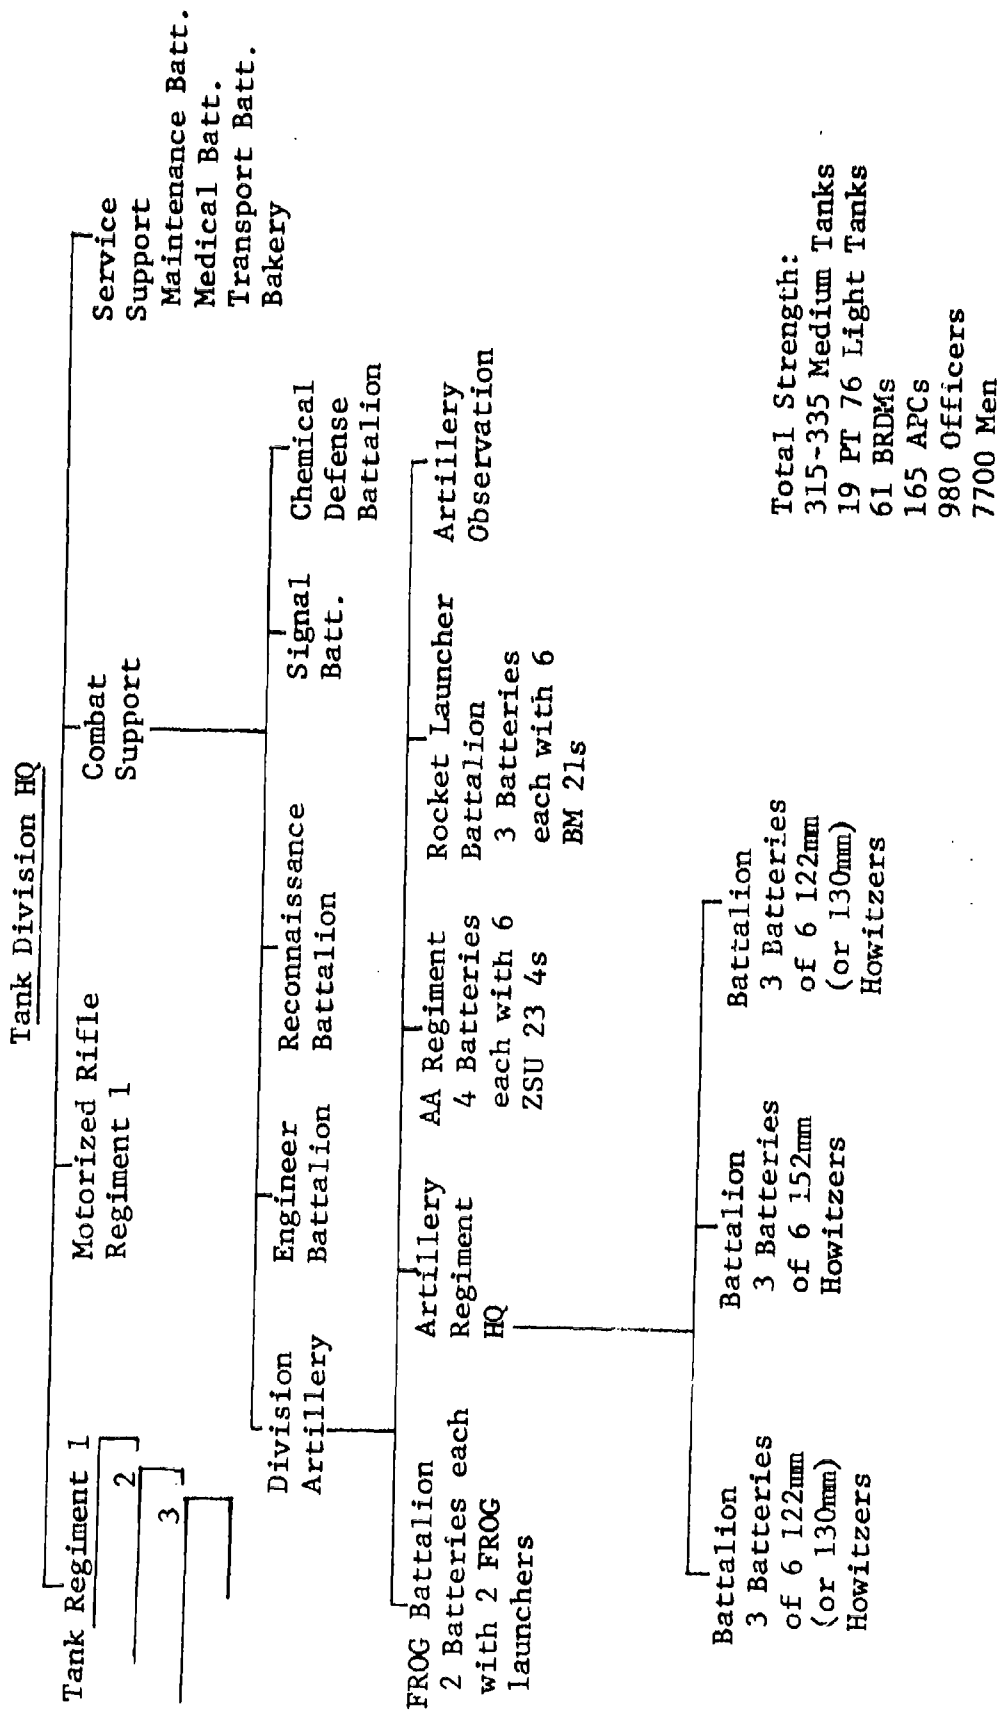 Tank Division HQ
Tank Regiment 1
2
3
Motorized Rifle
Regiment 1
Combat
Support
Service
Support
Maintenance Batt.
Medical Batt.
Transport Batt.
Bakery
Division
Artillery
Engineer
Battalion
Reconnaissance
Battalion
Signal
Batt.
Chemical
Defense
Battalion
FROG Battalion
2 Batteries each
with 2 FROG
launchers
Artillery
Regiment
HQ
AA Regiment
4 Batteries
each with 6
ZSU 23 4s
Rocket Launcher
Battalion
3 Batteries
each with 6
BM 21s
Artillery
Observation
Battalion
3 Batteries
of 6 122mm
(or 130mm)
Howitzers
Battalion
3 Batteries
of 6 152mm
Howitzers
Battalion
3 Batteries
of 6 122mm
(or 130mm)
Howitzers
Total Strength:
315-335 Medium Tanks
19 PT 76 Light Tanks
61 BRDMs
165 APCs
980 Officers
7700 Men